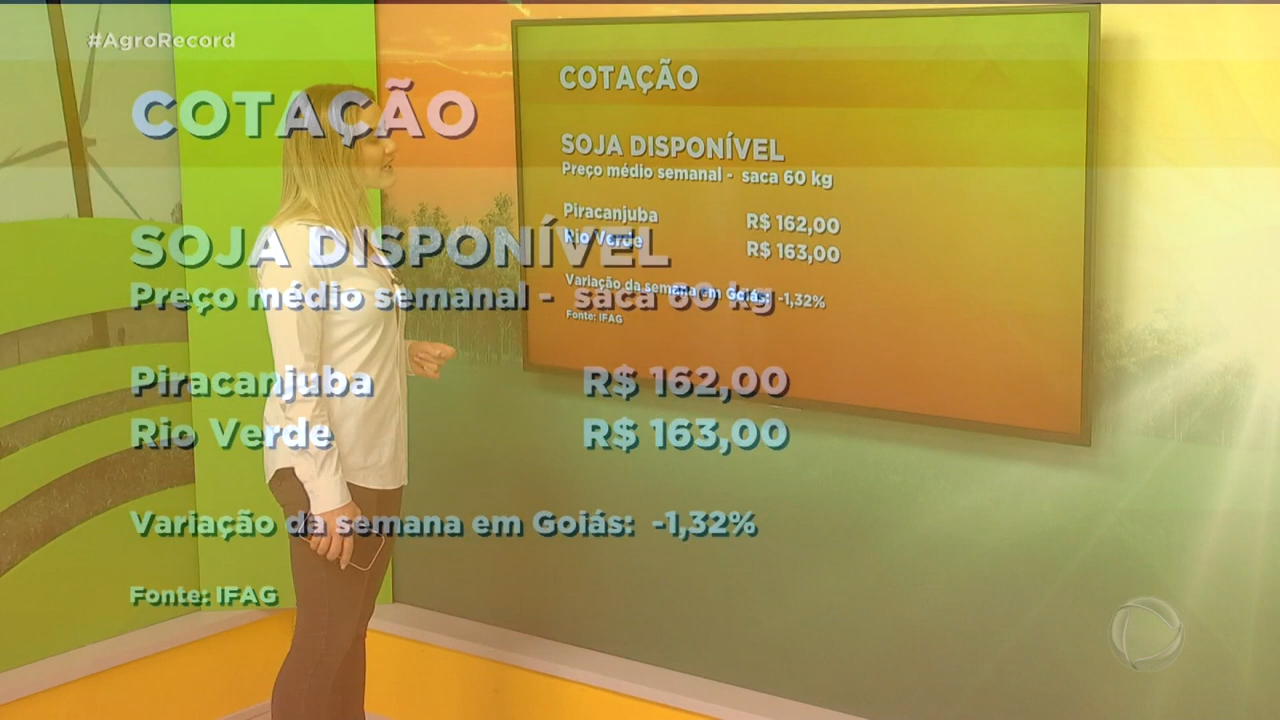 #AgroRecord
COTAÇÃO
SOJA DISPONÍVEL
Preço médio semanal - saca 60 kg
Piracanjuba R$ 162,00
Rio Verde R$ 163,00
Variação da semana em Goiás: -1,32%
Fonte: IFAG
COTAÇÃO
SOJA DISPONÍVEL
Preço médio semanal - saca 60 kg
Piracanjuba R$ 162,00
Rio Verde R$ 163,00
Variação da semana em Goiás: -1,32%
Fonte: IFAG